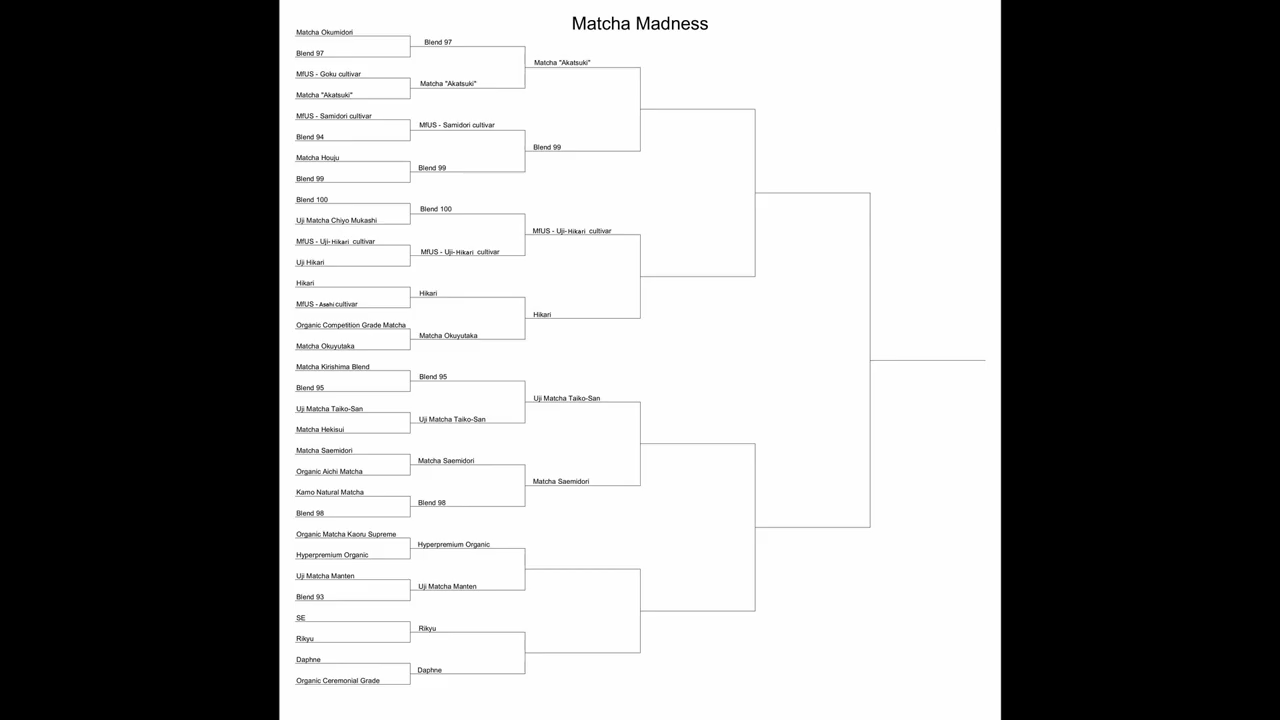 Matcha Madness
Matcha Okumidori
Blend 97
MfUS - Goku cultivar
Matcha "Akatsuki"
MfUS - Samidori cultivar
Blend 94
Matcha Houju
Blend 99
Blend 100
Uji Matcha Chiyo Mukashi
MfUS - Uji-Hikari cultivar
Uji Hikari
Hikari
MfUS - Asahi cultivar
Organic Competition Grade Matcha
Matcha Okuyutaka
Matcha Kirishima Blend
Blend 95
Uji Matcha Taiko-San
Matcha Hekisui
Matcha Saemidori
Organic Aichi Matcha
Kamo Natural Matcha
Blend 98
Organic Matcha Kaoru Supreme
Hyperpremium Organic
Uji Matcha Manten
Blend 93
SE
Rikyu
Daphne
Organic Ceremonial Grade
Blend 97
Matcha "Akatsuki"
MfUS - Samidori cultivar
Blend 99
Blend 100
MfUS - Uji-Hikari cultivar
Hikari
Matcha Okuyutaka
Blend 95
Uji Matcha Taiko-San
Matcha Saemidori
Blend 98
Hyperpremium Organic
Uji Matcha Manten
Rikyu
Daphne
Matcha "Akatsuki"
Blend 99
MfUS - Uji-Hikari cultivar
Hikari
Uji Matcha Taiko-San
Matcha Saemidori